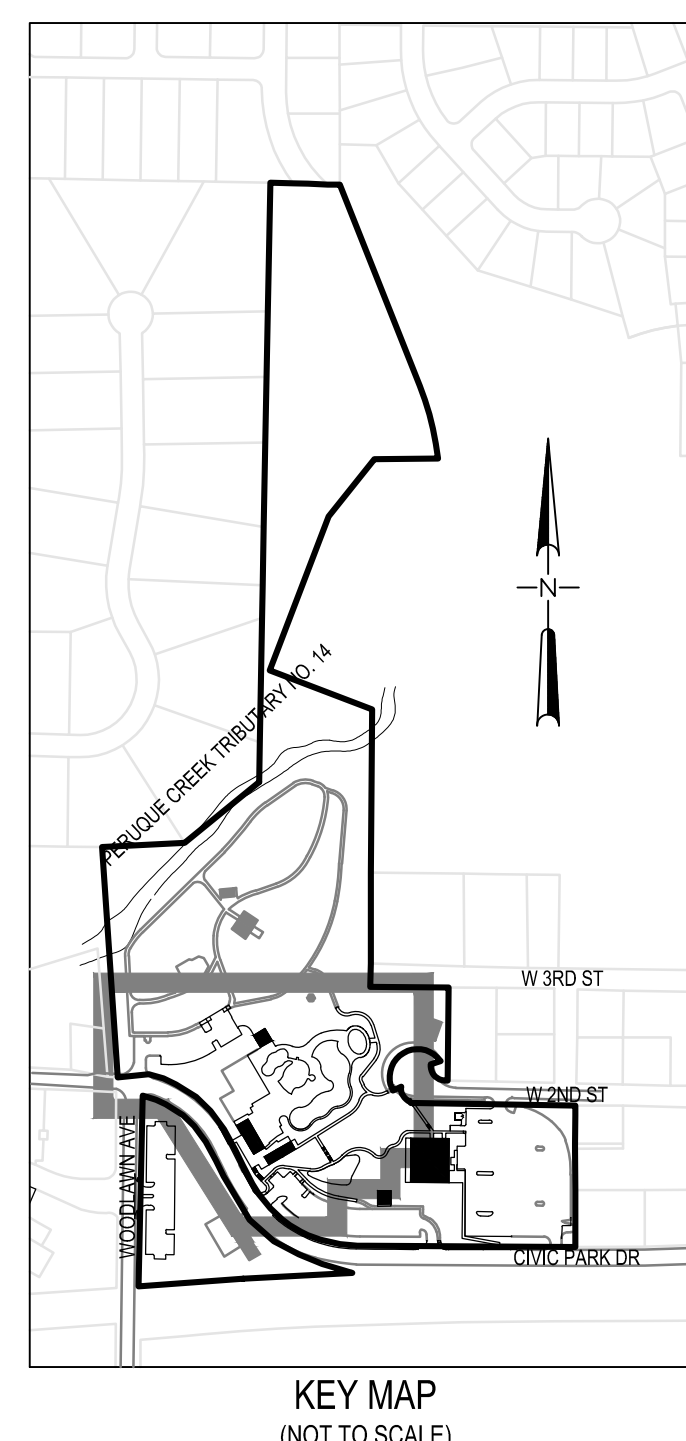 N
PERUQUE CREEK TRIBUTARY NO. 14
W 3RD ST
W 2ND ST
WOODLAWN AVE
CIVIC PARK DR
KEY MAP
(NOT TO SCALE)